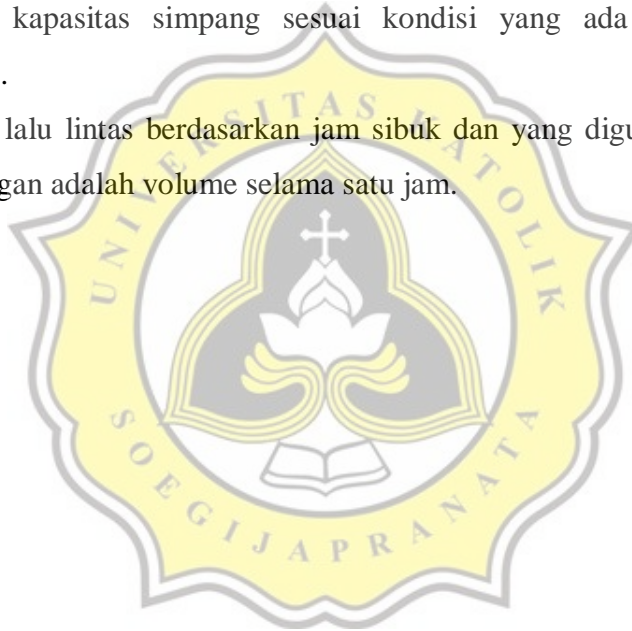 kapasitas simpang sesuai kondisi yang ada
.
lalu lintas berdasarkan jam sibuk dan yang digu
gan adalah volume selama satu jam.
UNIVERSITAS KATOLIK
SOEGIJAPRANATA